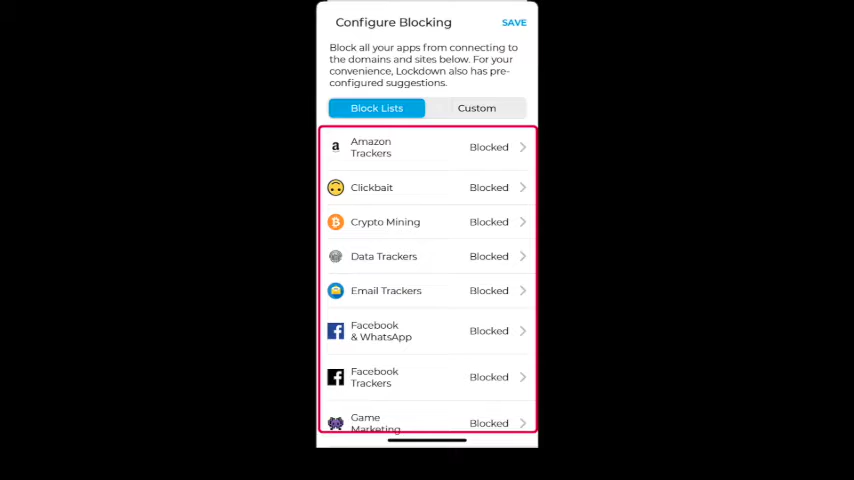 Configure Blocking
SAVE
Block all your apps from connecting to
the domains and sites below. For your
convenience, Lockdown also has pre-
configured suggestions.
Block Lists
Custom
Amazon
Trackers
Blocked
Clickbait
Blocked
Crypto Mining
Blocked
Data Trackers
Blocked
Email Trackers
Blocked
Facebook
& WhatsApp
Blocked
Facebook
Trackers
Blocked
Game
Marketing
Blocked